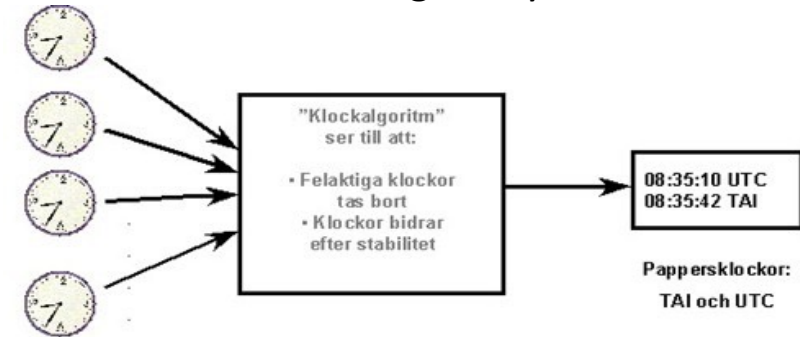 "Klockalgoritm"
ser till att:
• Felaktiga klockor
tas bort
• Klockor bidrar
efter stabilitet
08:35:10 UTC
08:35:42 TAI
Pappersklockor:
TAI och UTC